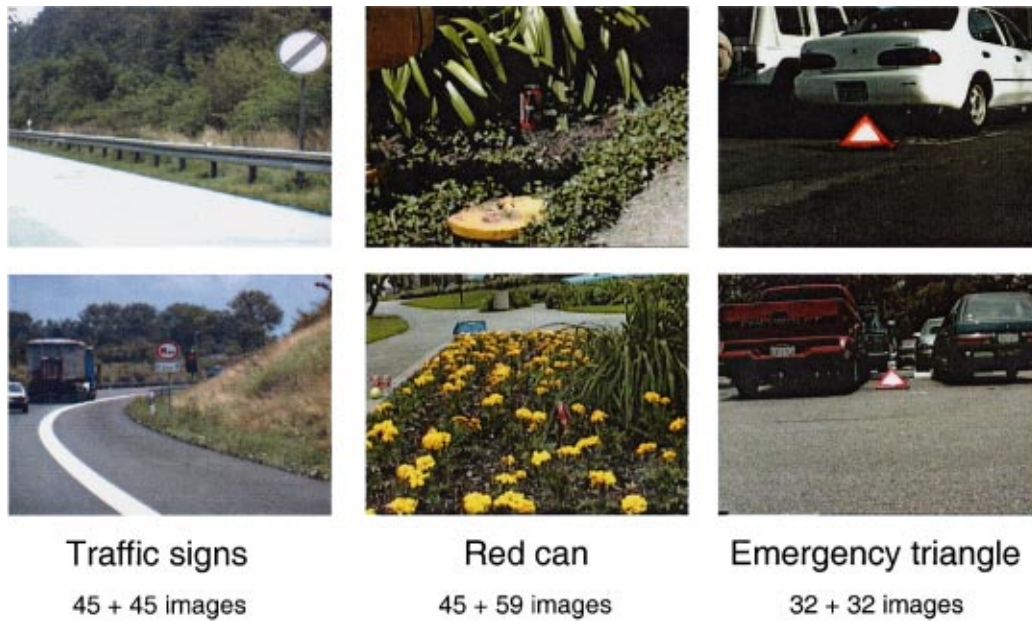 Traffic signs
Red can
Emergency triangle
45 + 45 images
45 + 59 images
32 + 32 images